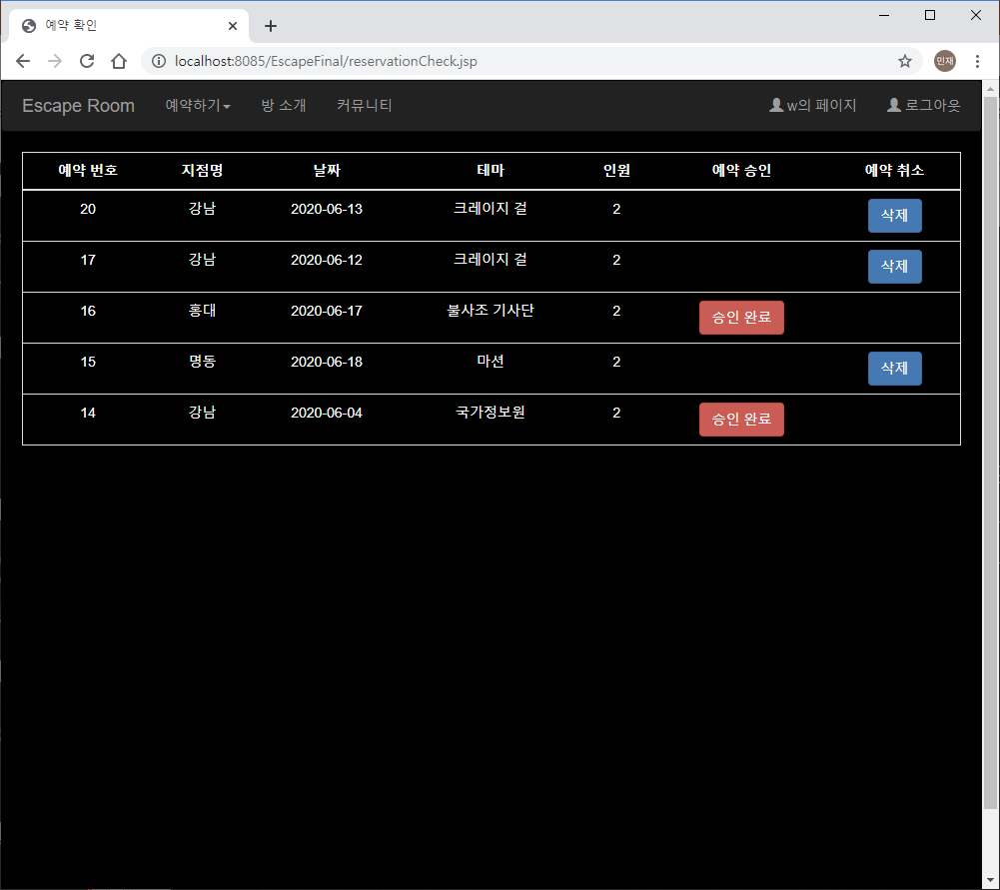 예약 확인
localhost:8085/EscapeFinal/reservationCheck.jsp
민재
Escape Room 예약하기 방 소개 커뮤니티 w의 페이지 로그아웃
예약 번호 지점명 날짜 테마 인원 예약 승인 예약 취소
20 강남 2020-06-13 크레이지 걸 2 삭제
17 강남 2020-06-12 크레이지 걸 2 삭제
16 홍대 2020-06-17 불사조 기사단 2 승인 완료
15 명동 2020-06-18 마션 2 삭제
14 강남 2020-06-04 국가정보원 2 승인 완료